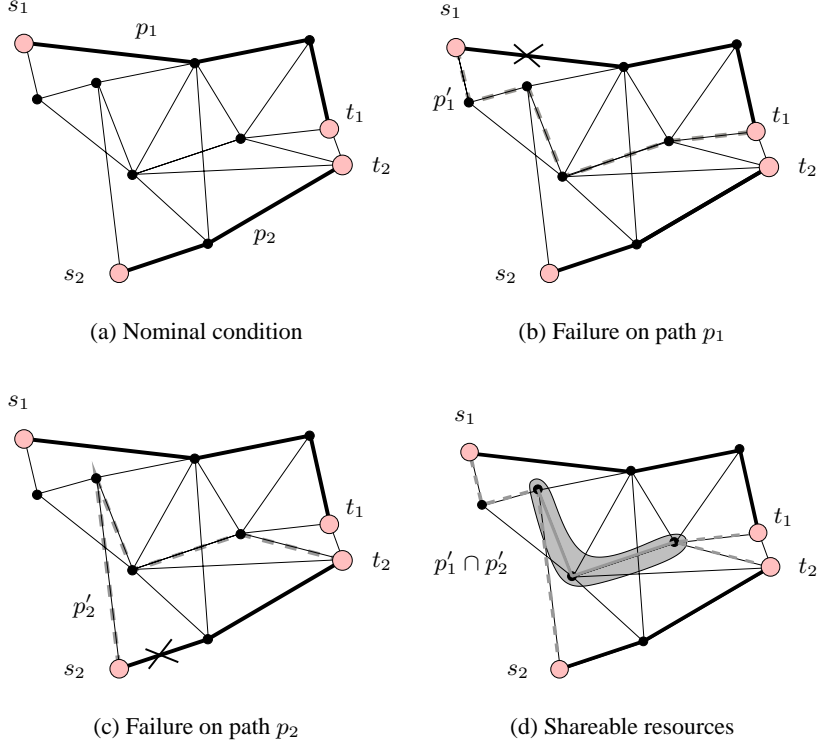 s₁
p₁
t₁
t₂
p₂
s₂
(a) Nominal condition
s₁
p′₁
t₁
t₂
s₂
(b) Failure on path p₁
s₁
t₁
t₂
p′₂
s₂
(c) Failure on path p₂
s₁
t₁
p′₁ ∩ p′₂
t₂
s₂
(d) Shareable resources